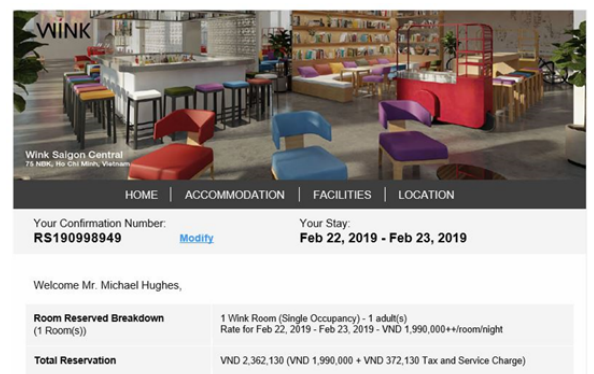 WINK
Wink Saigon Central
75 NBK, Ho Chi Minh, Vietnam
HOME | ACCOMMODATION | FACILITIES | LOCATION
Your Confirmation Number: Your Stay:
RS190998949 Modify Feb 22, 2019 - Feb 23, 2019
Welcome Mr. Michael Hughes,
Room Reserved Breakdown 1 Wink Room (Single Occupancy) - 1 adult(s)
(1 Room(s)) Rate for Feb 22, 2019 - Feb 23, 2019 - VND 1,990,000++/room/night
Total Reservation VND 2,362,130 (VND 1,990,000 + VND 372,130 Tax and Service Charge)